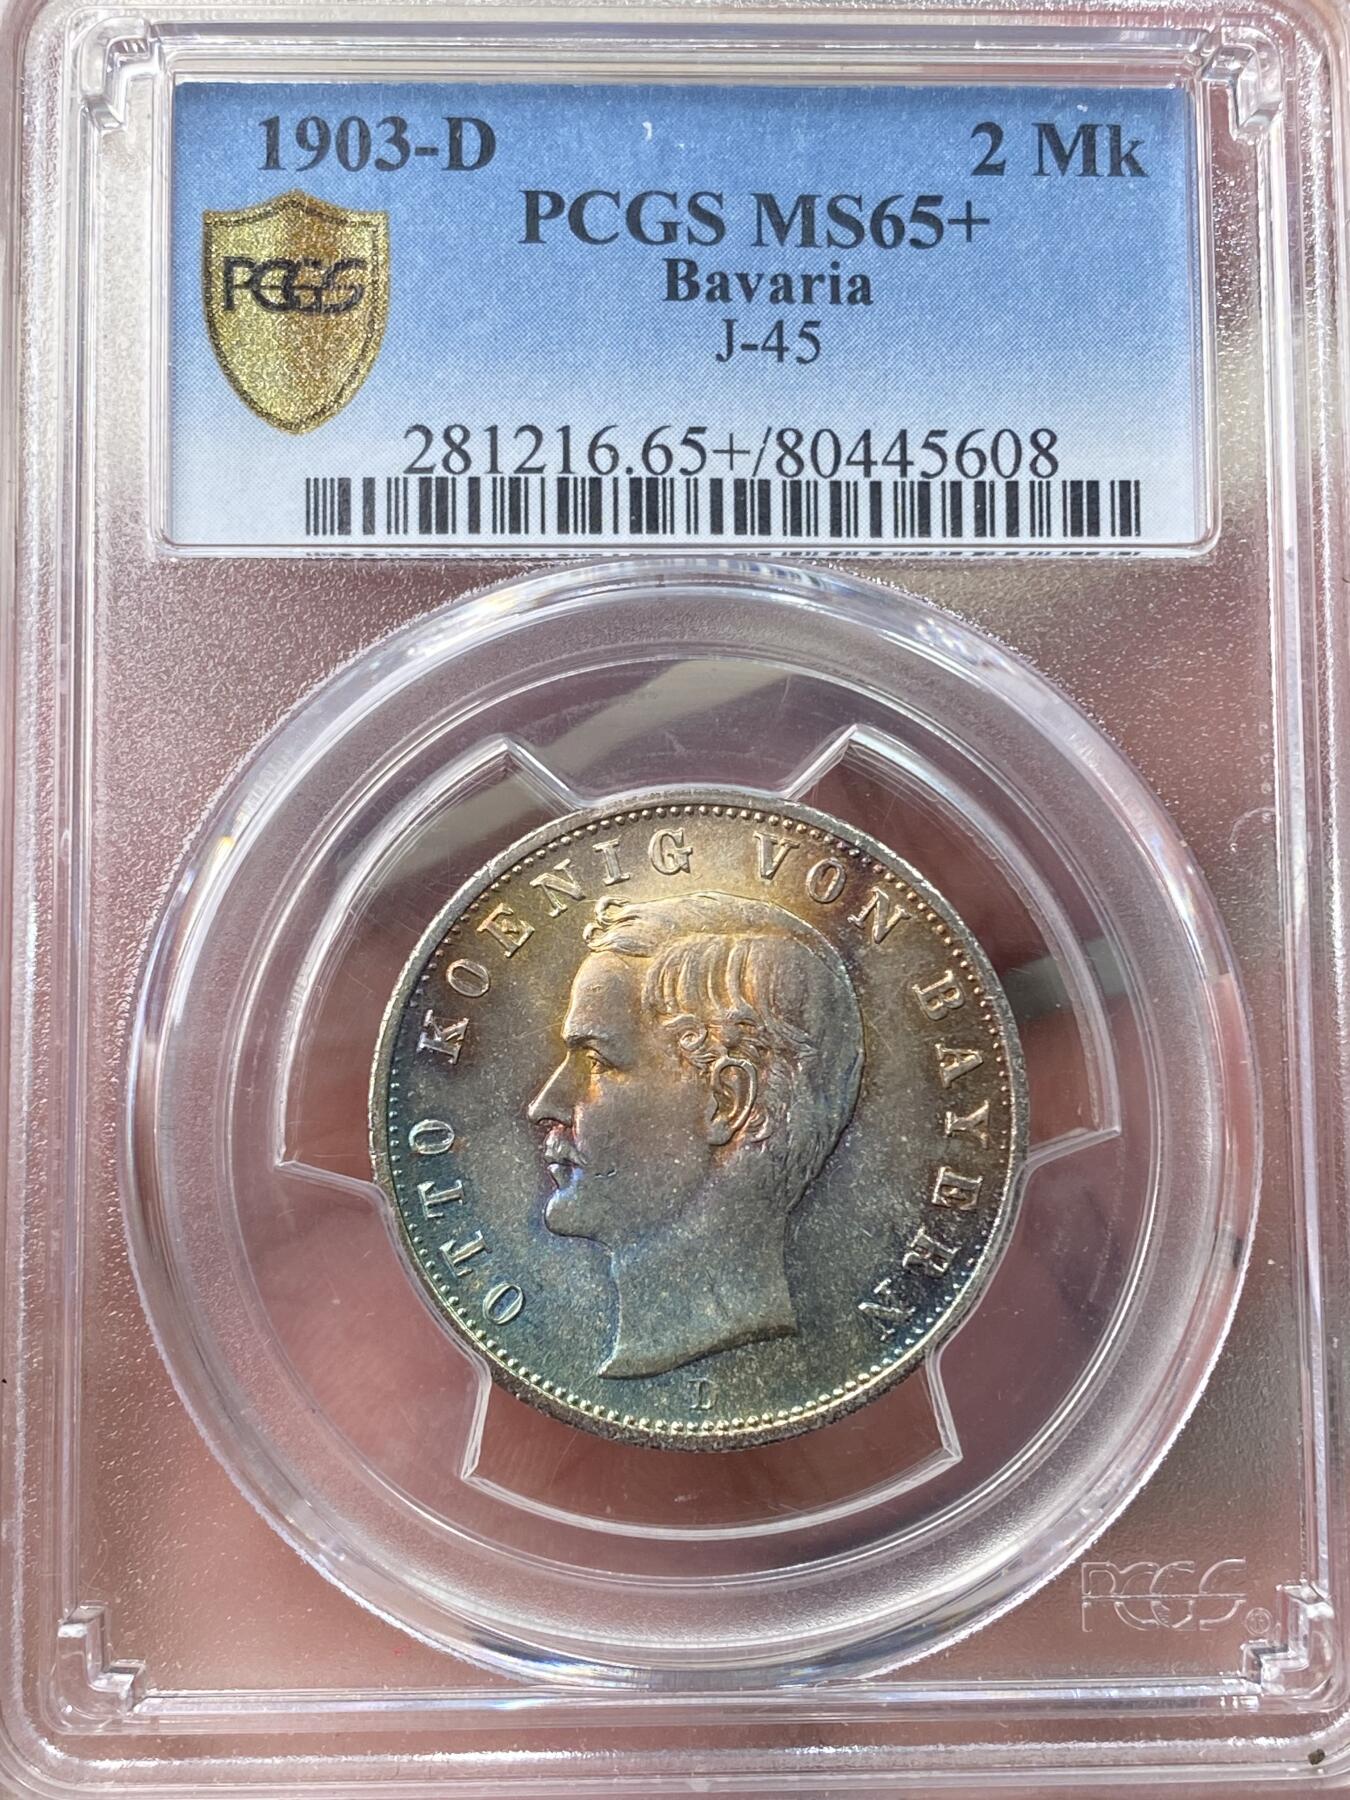 1903-D 2 Mk
PCGS MS65+
PCGS
Bavaria
J-45
281216.65+/80445608
OTTO KOENIG VON BAYERN
D
PCGS®